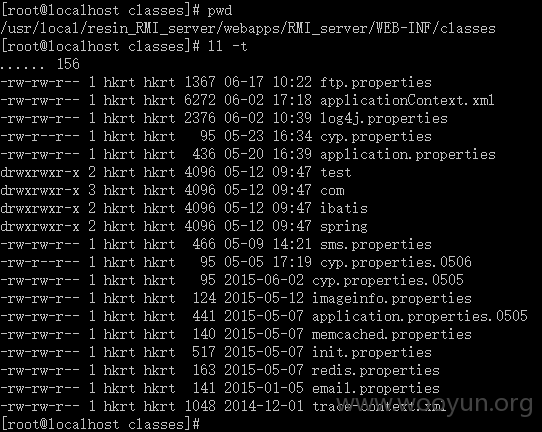 [root@localhost classes]# pwd
/usr/local/resin_RMI_server/webapps/RMI_server/WEB-INF/classes
[root@localhost classes]# ll -t
...... 156
-rw-rw-r-- 1 hkrt hkrt 1367 06-17 10:22 ftp.properties
-rw-rw-r-- 1 hkrt hkrt 6272 06-02 17:18 applicationContext.xml
-rw-rw-r-- 1 hkrt hkrt 2376 06-02 10:39 log4j.properties
-rw-r--r-- 1 hkrt hkrt   95 05-23 16:34 cyp.properties
-rw-rw-r-- 1 hkrt hkrt  436 05-20 16:39 application.properties
drwxrwxr-x 2 hkrt hkrt 4096 05-12 09:47 test
drwxrwxr-x 3 hkrt hkrt 4096 05-12 09:47 com
drwxrwxr-x 2 hkrt hkrt 4096 05-12 09:47 ibatis
drwxrwxr-x 2 hkrt hkrt 4096 05-12 09:47 spring
-rw-rw-r-- 1 hkrt hkrt  466 05-09 14:21 sms.properties
-rw-r--r-- 1 hkrt hkrt   95 05-05 17:19 cyp.properties.0506
-rw-rw-r-- 1 hkrt hkrt   95 2015-06-02 cyp.properties.0505
-rw-rw-r-- 1 hkrt hkrt  124 2015-05-12 imageinfo.properties
-rw-rw-r-- 1 hkrt hkrt  441 2015-05-07 application.properties.0505
-rw-rw-r-- 1 hkrt hkrt  140 2015-05-07 memcached.properties
-rw-rw-r-- 1 hkrt hkrt  517 2015-05-07 init.properties
-rw-rw-r-- 1 hkrt hkrt  163 2015-05-07 redis.properties
-rw-rw-r-- 1 hkrt hkrt  141 2015-01-05 email.properties
-rw-rw-r-- 1 hkrt hkrt 1048 2014-12-01 trace-context.xml
[root@localhost classes]#
www.wooyun.org